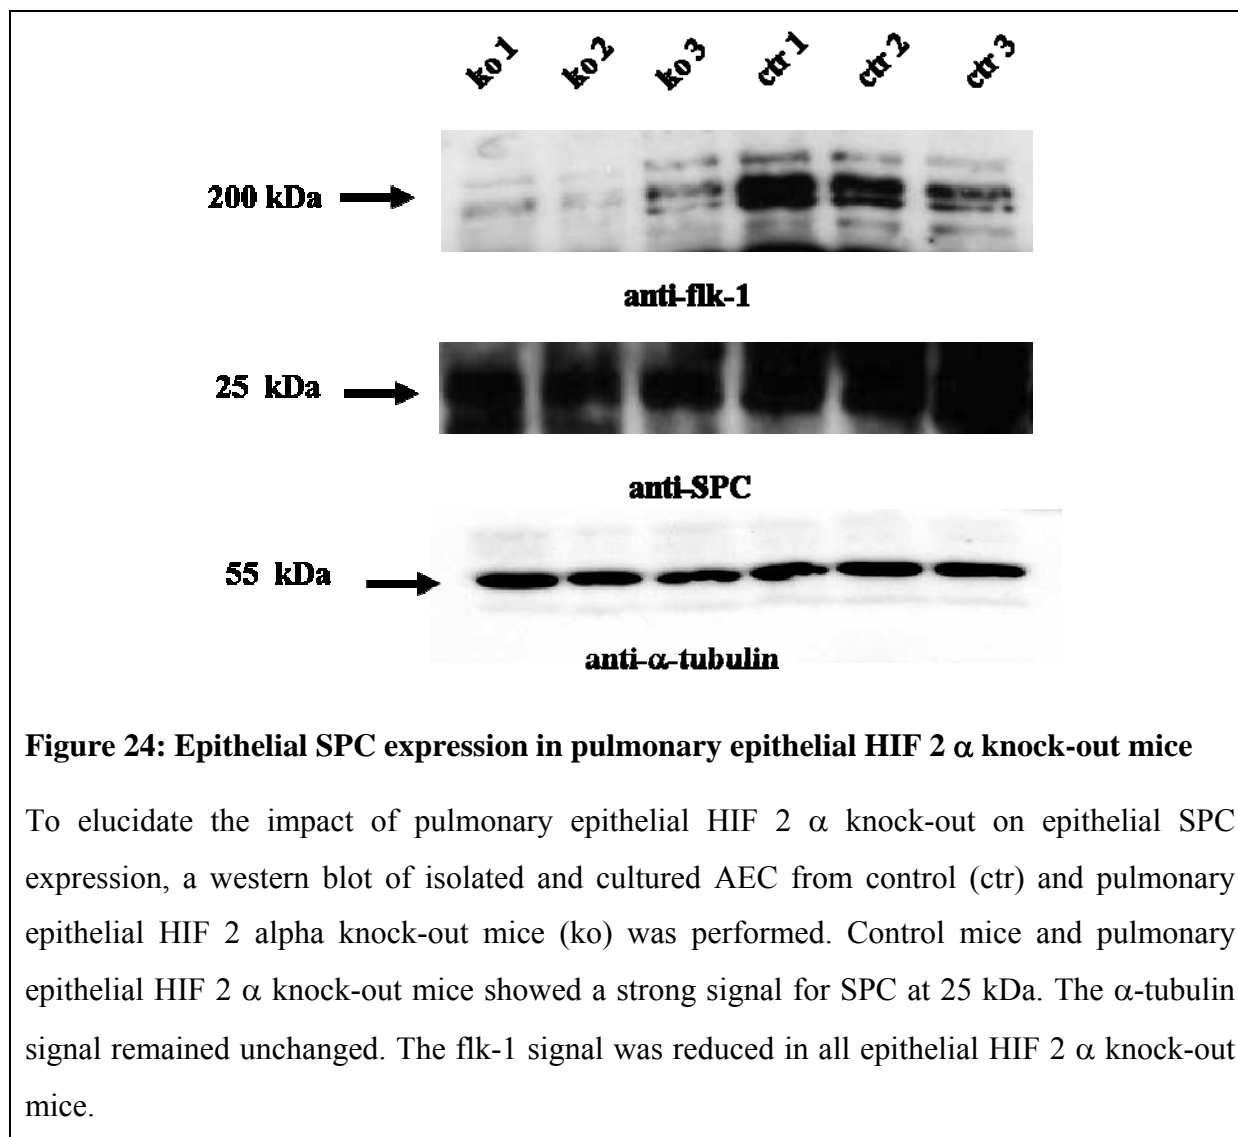 ko 1 ko 2 ko 3 ctr 1 ctr 2 ctr 3
200 kDa
anti-flk-1
25 kDa
anti-SPC
55 kDa
anti-α-tubulin
Figure 24: Epithelial SPC expression in pulmonary epithelial HIF 2 α knock-out mice
To elucidate the impact of pulmonary epithelial HIF 2 α knock-out on epithelial SPC
expression, a western blot of isolated and cultured AEC from control (ctr) and pulmonary
epithelial HIF 2 alpha knock-out mice (ko) was performed. Control mice and pulmonary
epithelial HIF 2 α knock-out mice showed a strong signal for SPC at 25 kDa. The α-tubulin
signal remained unchanged. The flk-1 signal was reduced in all epithelial HIF 2 α knock-out
mice.